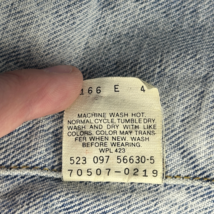 166 E 4
MACHINE WASH HOT,
NORMAL CYCLE, TUMBLE DRY.
WASH AND DRY WITH LIKE
COLORS. COLOR MAY TRANS-
FER WHEN NEW. WASH
BEFORE WEARING.
WPL 423
523 097 56630-5
70507-0219